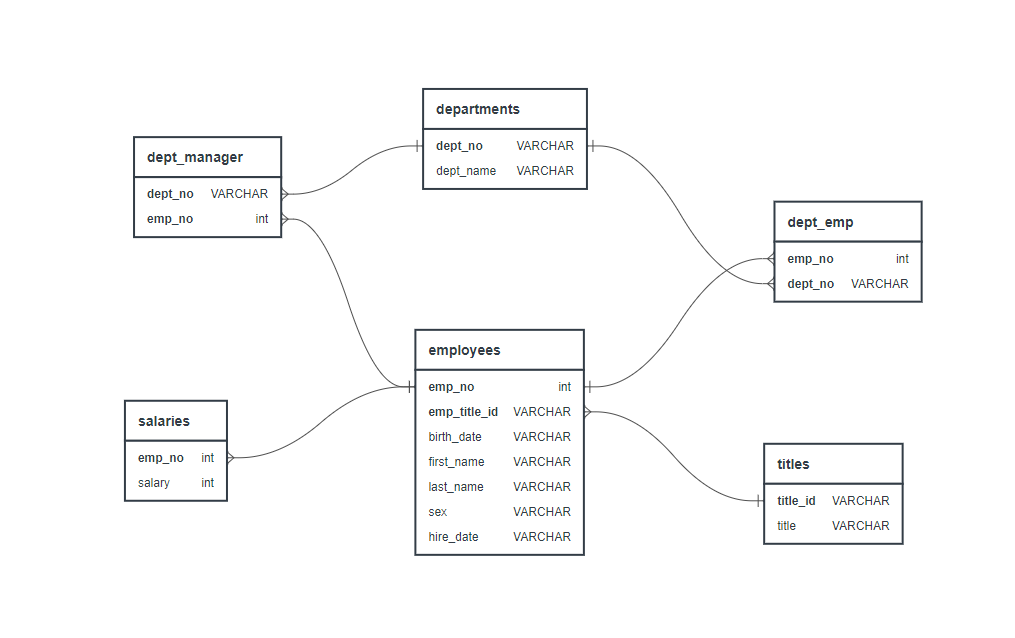 departments
dept_no VARCHAR
dept_name VARCHAR
dept_manager
dept_no VARCHAR
emp_no int
dept_emp
emp_no int
dept_no VARCHAR
employees
emp_no int
emp_title_id VARCHAR
birth_date VARCHAR
first_name VARCHAR
last_name VARCHAR
sex VARCHAR
hire_date VARCHAR
salaries
emp_no int
salary int
titles
title_id VARCHAR
title VARCHAR